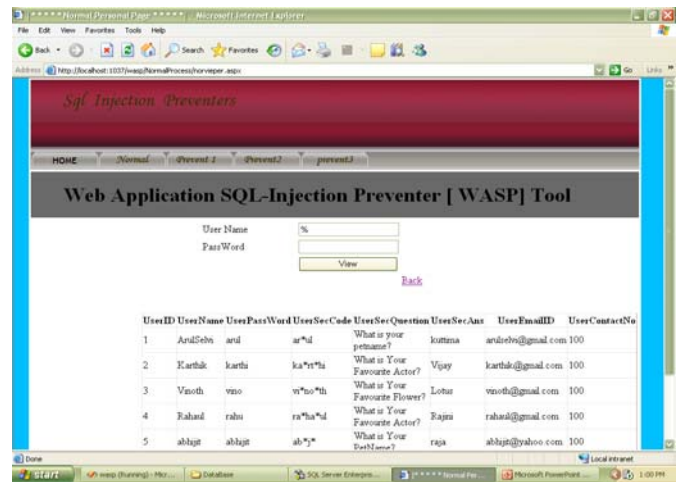 * * * * * Normal Personal Page * * * * * - Microsoft Internet Explorer
File Edit View Favorites Tools Help
Back Search Favorites
Address http://localhost:1037/wasp/NormalProcess/norvieper.aspx Go Links
Sql Injection Preventers
HOME Normal Prevent 1 Prevent2 prevent3
Web Application SQL-Injection Preventer [ WASP] Tool
User Name %
PassWord
View
Back
UserID UserName UserPassWord UserSecCode UserSecQuestion UserSecAns UserEmailID UserContactNo
1 ArulSelvi arul ar*ul What is your petname? kuttima arulselvi@gmail.com 100
2 Karthik karthi ka*rt*hi What is Your Favourite Actor? Vijay karthik@gmail.com 100
3 Vinoth vino vi*no*th What is Your Favourite Flower? Lotus vinoth@gmail.com 100
4 Rahaul rahu ra*ha*ul What is Your Favourite Actor? Rajini rahaul@gmail.com 100
5 abhijit abhijit ab*j* What is Your PetName? raja abhijit@yahoo.com 100
Done Local intranet
start wasp (Running) - Micr... DataBase SQL Server Enterpris... * * * * * Normal Per... Microsoft PowerPoint ... 1:00 PM